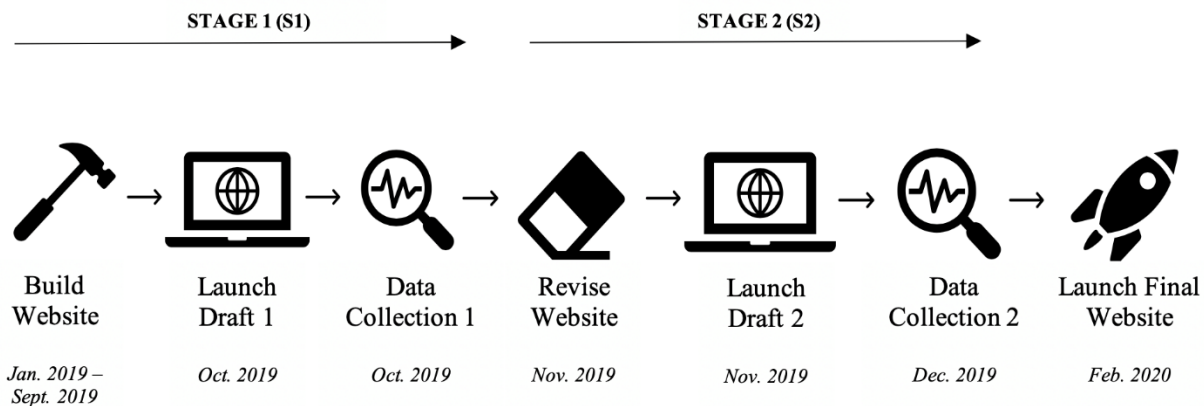 STAGE 1 (S1)
STAGE 2 (S2)
Build
Website
Launch
Draft 1
Data
Collection 1
Revise
Website
Launch
Draft 2
Data
Collection 2
Launch Final
Website
Jan. 2019 –
Sept. 2019
Oct. 2019
Oct. 2019
Nov. 2019
Nov. 2019
Dec. 2019
Feb. 2020